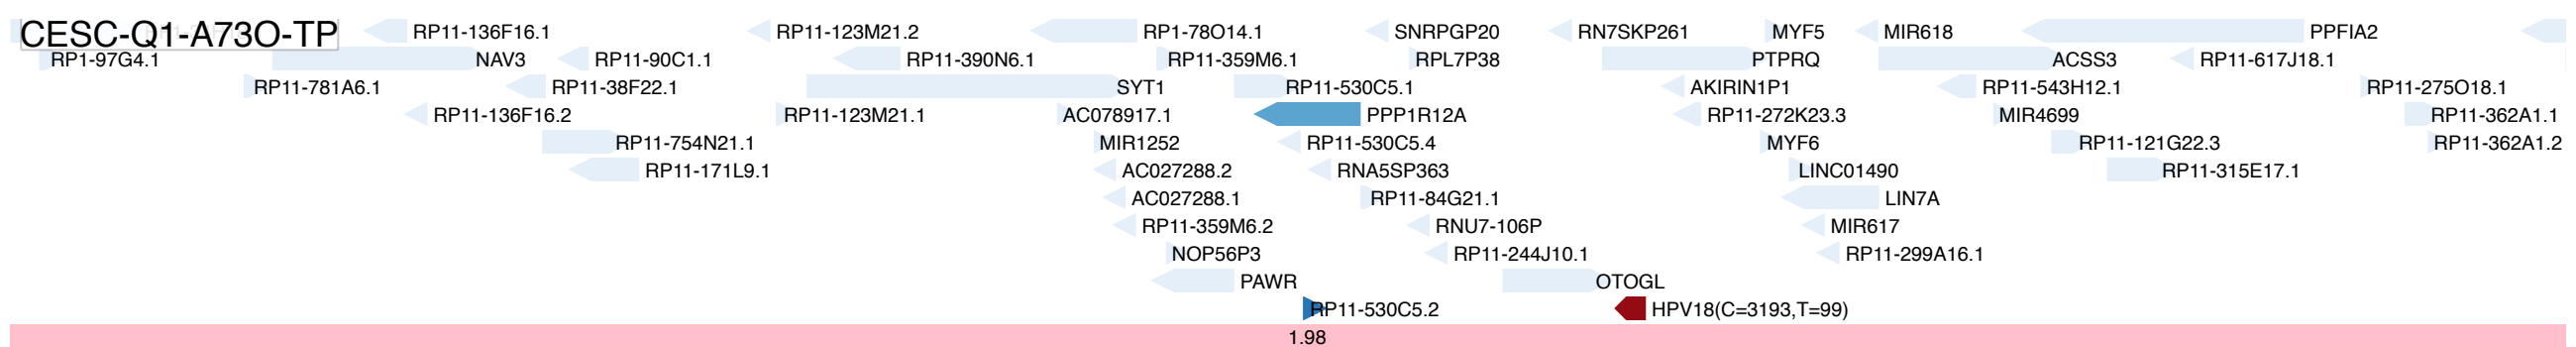 CESC-Q1-A73O-TP RP11-136F16.1 RP11-123M21.2 RP1-78O14.1 SNRPGP20 RN7SKP261 MYF5 MIR618 PPFIA2
RP1-97G4.1 NAV3 RP11-90C1.1 RP11-390N6.1 RP11-359M6.1 RPL7P38 PTPRQ ACSS3 RP11-617J18.1
RP11-781A6.1 RP11-38F22.1 SYT1 RP11-530C5.1 AKIRIN1P1 RP11-543H12.1 RP11-275O18.1
RP11-136F16.2 RP11-123M21.1 AC078917.1 PPP1R12A RP11-272K23.3 MIR4699 RP11-362A1.1
RP11-754N21.1 MIR1252 RP11-530C5.4 MYF6 RP11-121G22.3 RP11-362A1.2
RP11-171L9.1 AC027288.2 RNA5SP363 LINC01490 RP11-315E17.1
AC027288.1 RP11-84G21.1 LIN7A
RP11-359M6.2 RNU7-106P MIR617
NOP56P3 RP11-244J10.1 RP11-299A16.1
PAWR OTOGL
RP11-530C5.2 HPV18(C=3193,T=99)
1.98